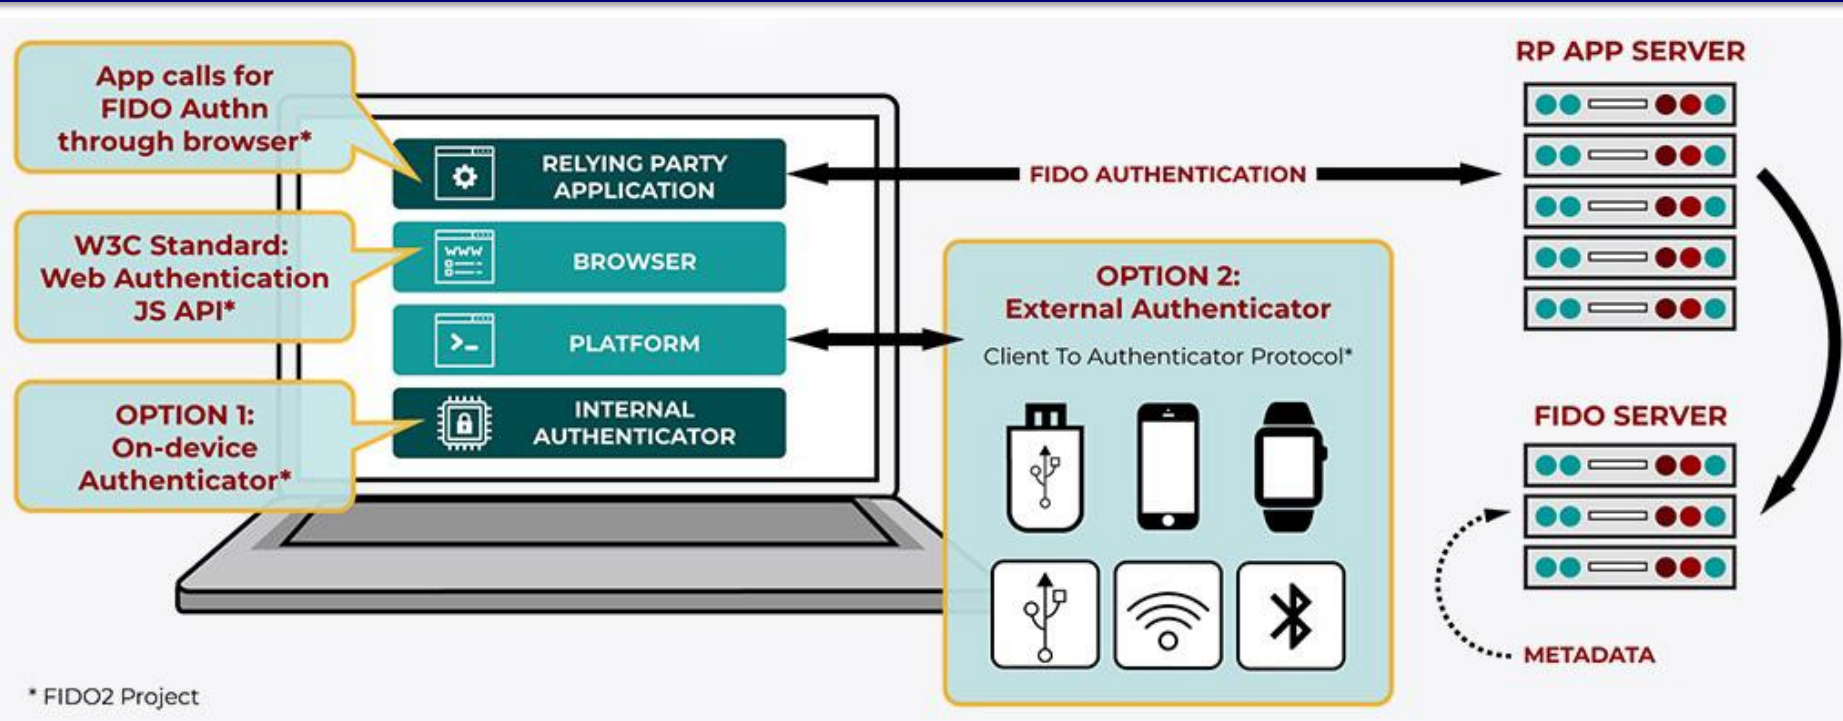 App calls for
FIDO Authn
through browser*
W3C Standard:
Web Authentication
JS API*
OPTION 1:
On-device
Authenticator*
RELYING PARTY
APPLICATION
WWW
BROWSER
>_
PLATFORM
INTERNAL
AUTHENTICATOR
FIDO AUTHENTICATION
OPTION 2:
External Authenticator
Client To Authenticator Protocol*
RP APP SERVER
FIDO SERVER
METADATA
* FIDO2 Project